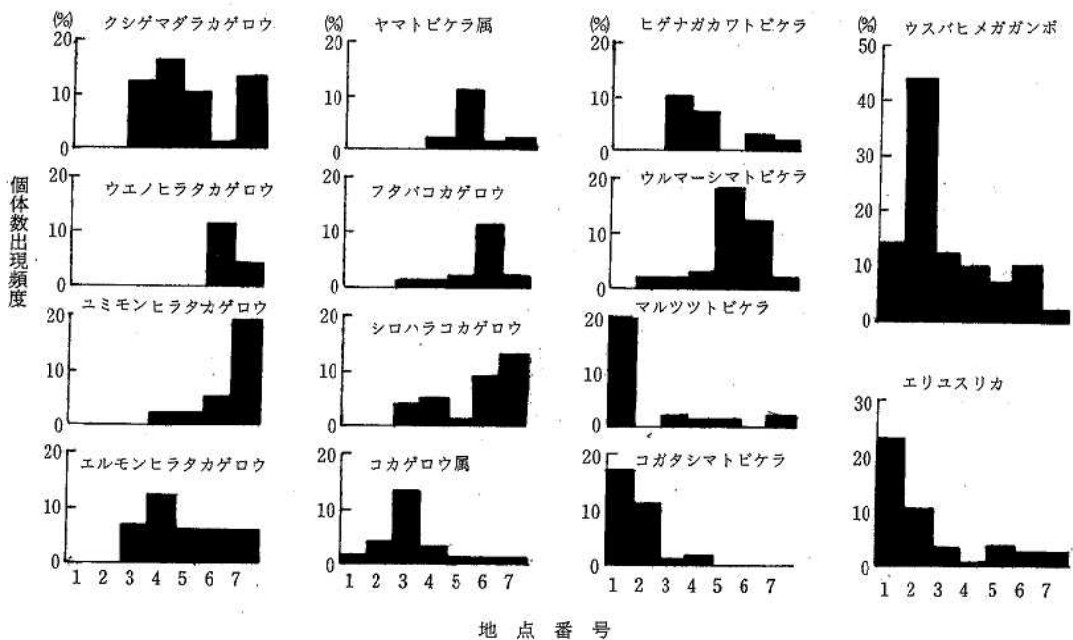 個体数出現頻度
(%)
クシゲマダラカゲロウ
20
10
0
ウエノヒラタカゲロウ
20
10
0
ユミモンヒラタカゲロウ
20
10
0
エルモンヒラタカゲロウ
20
10
0
1 2 3 4 5 6 7
(%)
ヤマトビケラ属
20
10
0
フタバコカゲロウ
20
10
0
シロハラコカゲロウ
20
10
0
コカゲロウ属
20
10
0
1 2 3 4 5 6 7
(%)
ヒゲナガカワトビケラ
20
10
0
ウルマーシマトビケラ
20
10
0
マルツツトビケラ
20
10
0
コガタシマトビケラ
20
10
0
1 2 3 4 5 6 7
(%)
ウスバヒメガガンボ
50
40
30
20
10
0
エリユスリカ
30
20
10
0
1 2 3 4 5 6 7
地点番号